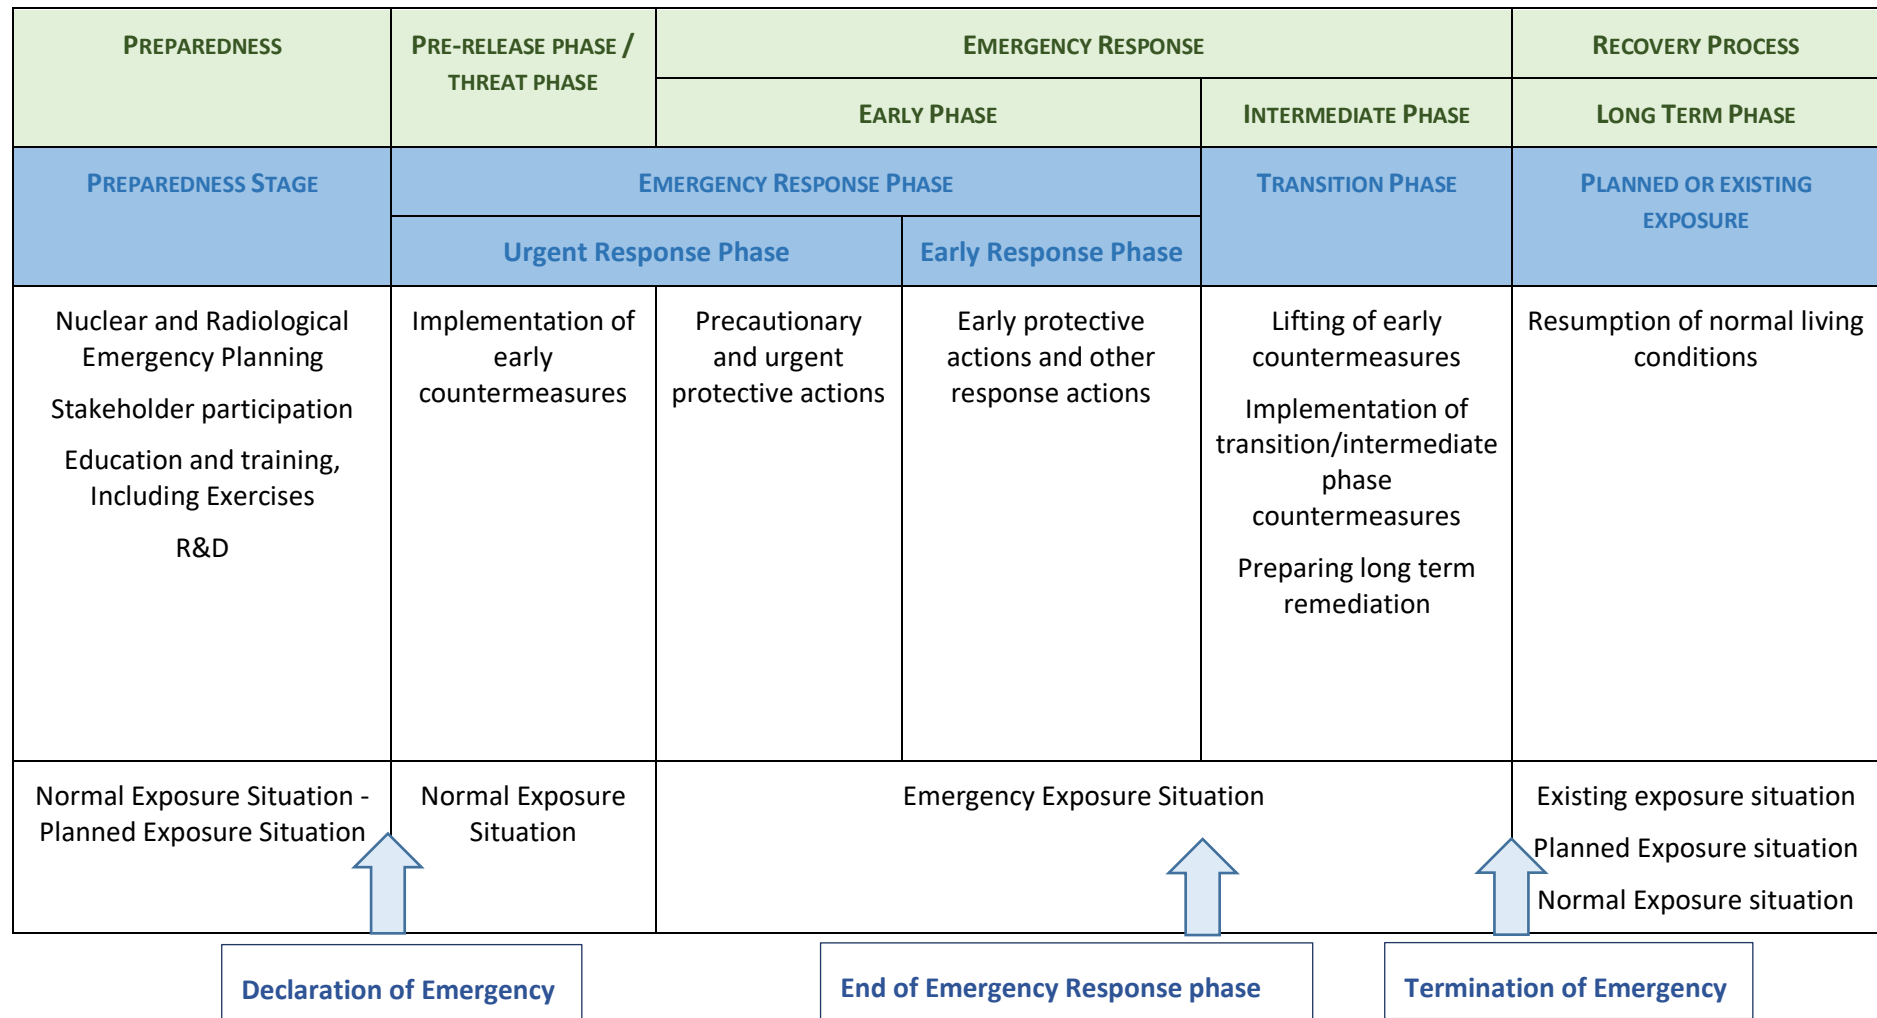 PREPAREDNESS
PRE-RELEASE PHASE /
THREAT PHASE
EMERGENCY RESPONSE
RECOVERY PROCESS
EARLY PHASE
INTERMEDIATE PHASE
LONG TERM PHASE
PREPAREDNESS STAGE
EMERGENCY RESPONSE PHASE
TRANSITION PHASE
PLANNED OR EXISTING
EXPOSURE
Urgent Response Phase
Early Response Phase
Nuclear and Radiological
Emergency Planning
Stakeholder participation
Education and training,
Including Exercises
R&D
Implementation of
early
countermeasures
Precautionary
and urgent
protective actions
Early protective
actions and other
response actions
Lifting of early
countermeasures
Implementation of
transition/intermediate
phase
countermeasures
Preparing long term
remediation
Resumption of normal living
conditions
Normal Exposure Situation -
Planned Exposure Situation
Normal Exposure
Situation
Emergency Exposure Situation
Existing exposure situation
Planned Exposure situation
Normal Exposure situation
Declaration of Emergency
End of Emergency Response phase
Termination of Emergency